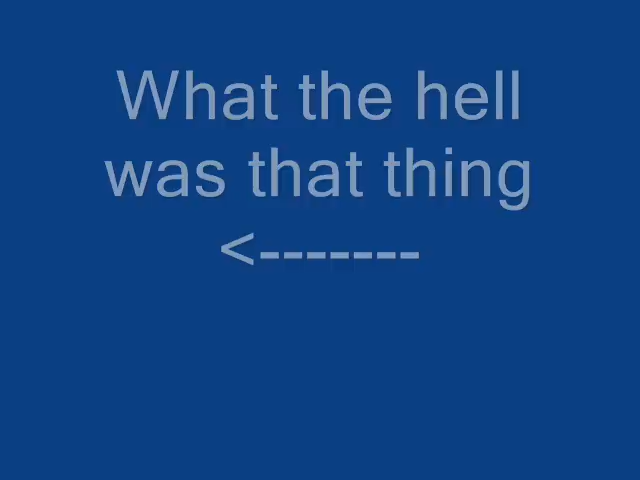 What the hell
was that thing
<-------